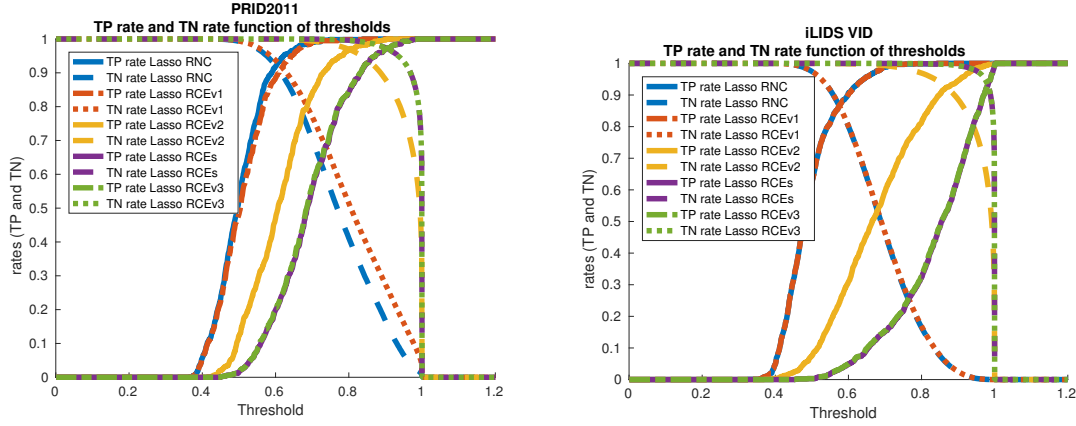 PRID2011
TP rate and TN rate function of thresholds
1
0.9
0.8
0.7
0.6
0.5
0.4
0.3
0.2
0.1
0
rates (TP and TN)
TP rate Lasso RNC
TN rate Lasso RNC
TP rate Lasso RCEv1
TN rate Lasso RCEv1
TP rate Lasso RCEv2
TN rate Lasso RCEv2
TP rate Lasso RCEs
TN rate Lasso RCEs
TP rate Lasso RCEv3
TN rate Lasso RCEv3
0 0.2 0.4 0.6 0.8 1 1.2
Threshold
iLIDS VID
TP rate and TN rate function of thresholds
1
0.9
0.8
0.7
0.6
0.5
0.4
0.3
0.2
0.1
0
rates (TP and TN)
TP rate Lasso RNC
TN rate Lasso RNC
TP rate Lasso RCEv1
TN rate Lasso RCEv1
TP rate Lasso RCEv2
TN rate Lasso RCEv2
TP rate Lasso RCEs
TN rate Lasso RCEs
TP rate Lasso RCEv3
TN rate Lasso RCEv3
0 0.2 0.4 0.6 0.8 1 1.2
Threshold